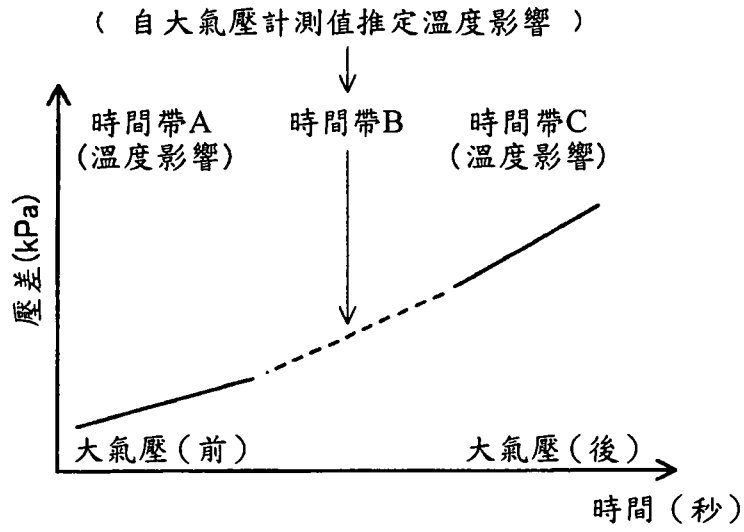 ( 自大氣壓計測值推定溫度影響 )
時間帶A
(溫度影響)
時間帶B
時間帶C
(溫度影響)
壓差(kPa)
大氣壓(前)
大氣壓(後)
時間(秒)